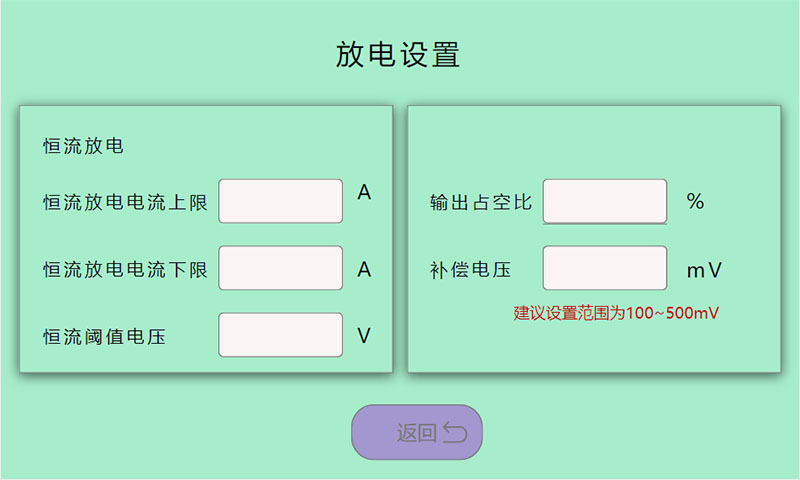 放电设置
恒流放电
恒流放电电流上限 A
恒流放电电流下限 A
恒流阈值电压 V
输出占空比 %
补偿电压 mV
建议设置范围为100~500mV
返回